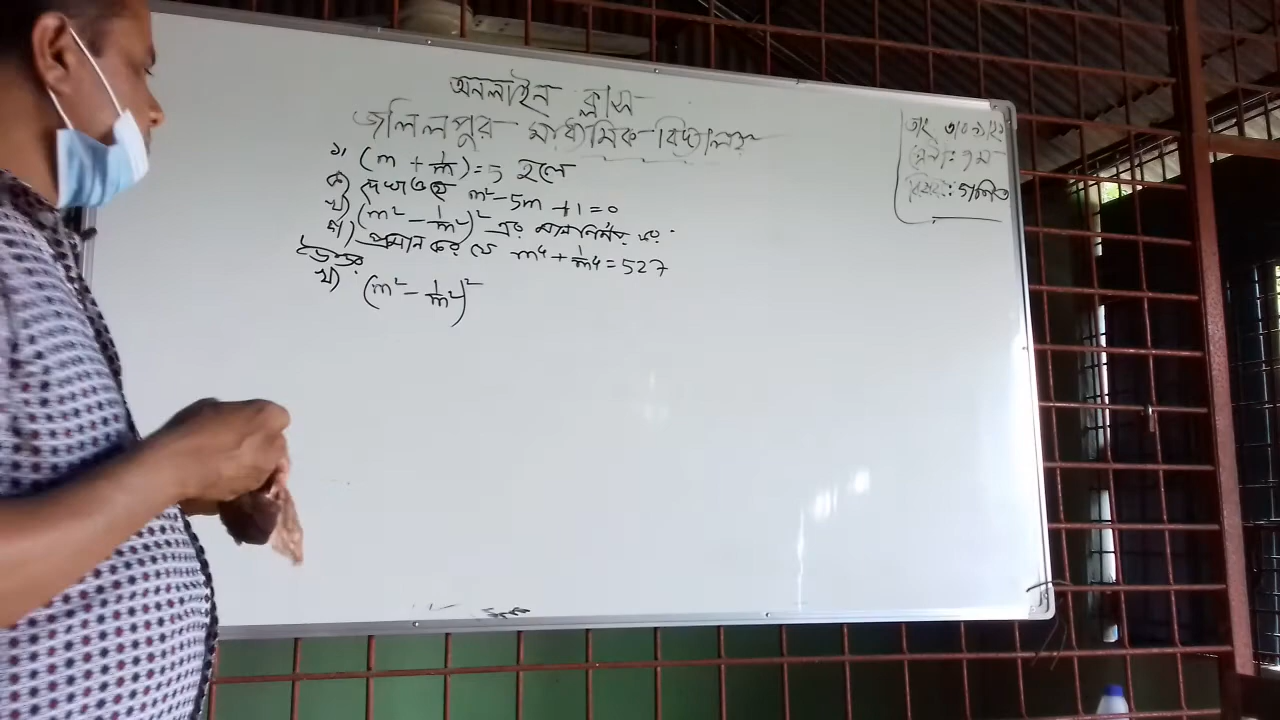 অনলাইন ক্লাস
জলিলপুর মাধ্যমিক বিদ্যালয়
১, (m + 1/m) = 5 হলে
ক) দেখাও যে m² - 5m + 1 = 0
খ) (m² - 1/m²)² এর মান নির্ণয় কর
গ) প্রমান কর যে m⁴ + 1/m⁴ = 527
উত্তর
খ) (m² - 1/m²)²
তাং
শ্রেণী: ৭ম
বিষয়: গণিত